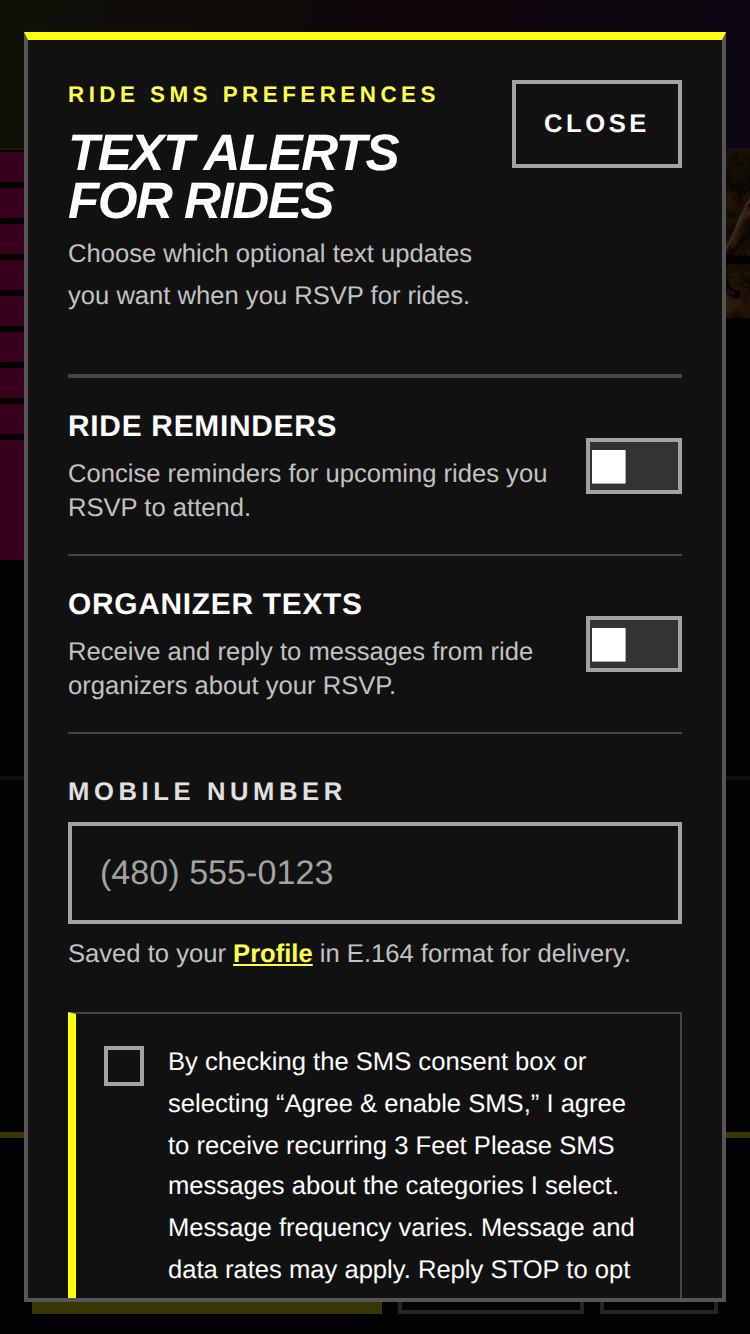 RIDE SMS PREFERENCES
CLOSE
TEXT ALERTS
FOR RIDES
Choose which optional text updates
you want when you RSVP for rides.
RIDE REMINDERS
Concise reminders for upcoming rides you
RSVP to attend.
ORGANIZER TEXTS
Receive and reply to messages from ride
organizers about your RSVP.
MOBILE NUMBER
(480) 555-0123
Saved to your Profile in E.164 format for delivery.
By checking the SMS consent box or
selecting “Agree & enable SMS,” I agree
to receive recurring 3 Feet Please SMS
messages about the categories I select.
Message frequency varies. Message and
data rates may apply. Reply STOP to opt